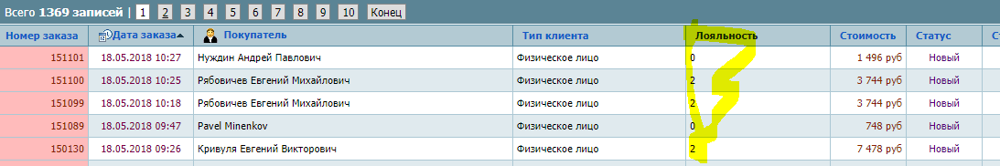 Всего 1369 записей | 1 2 3 4 5 6 7 8 9 10 Конец
Номер заказа Дата заказа Покупатель Тип клиента Лояльность Стоимость Статус
151101 18.05.2018 10:27 Нуждин Андрей Павлович Физическое лицо 0 1 496 руб Новый
151100 18.05.2018 10:25 Рябовичев Евгений Михайлович Физическое лицо 2 3 744 руб Новый
151099 18.05.2018 10:18 Рябовичев Евгений Михайлович Физическое лицо 2 3 744 руб Новый
151089 18.05.2018 09:47 Pavel Minenkov Физическое лицо 0 748 руб Новый
150130 18.05.2018 09:26 Кривуля Евгений Викторович Физическое лицо 2 7 478 руб Новый